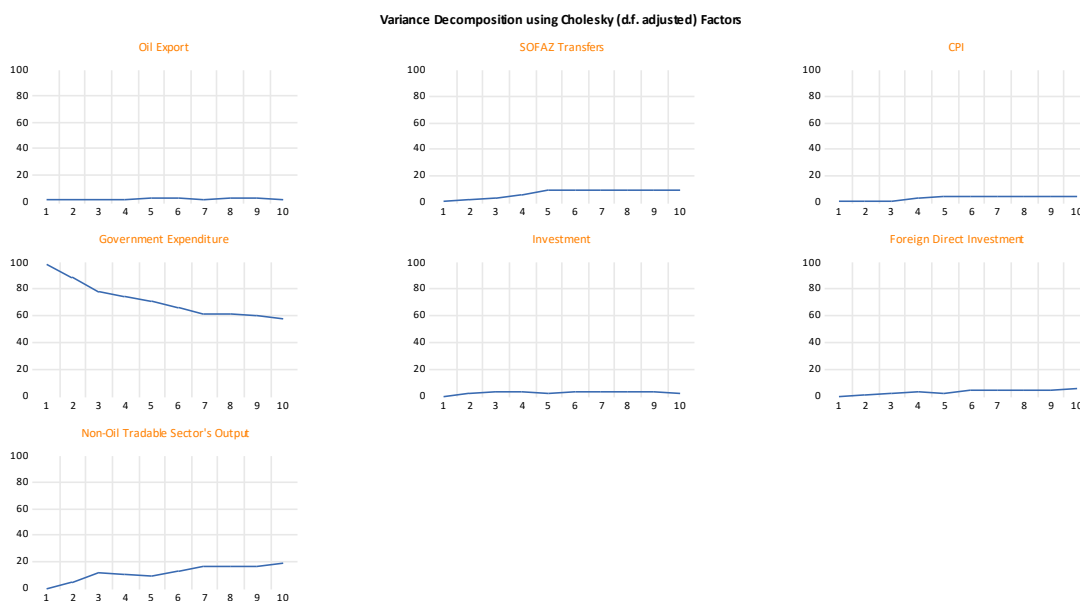 Variance Decomposition using Cholesky (d.f. adjusted) Factors
Oil Export
100
80
60
40
20
0
1 2 3 4 5 6 7 8 9 10
SOFAZ Transfers
100
80
60
40
20
0
1 2 3 4 5 6 7 8 9 10
CPI
100
80
60
40
20
0
1 2 3 4 5 6 7 8 9 10
Government Expenditure
100
80
60
40
20
0
1 2 3 4 5 6 7 8 9 10
Investment
100
80
60
40
20
0
1 2 3 4 5 6 7 8 9 10
Foreign Direct Investment
100
80
60
40
20
0
1 2 3 4 5 6 7 8 9 10
Non-Oil Tradable Sector's Output
100
80
60
40
20
0
1 2 3 4 5 6 7 8 9 10